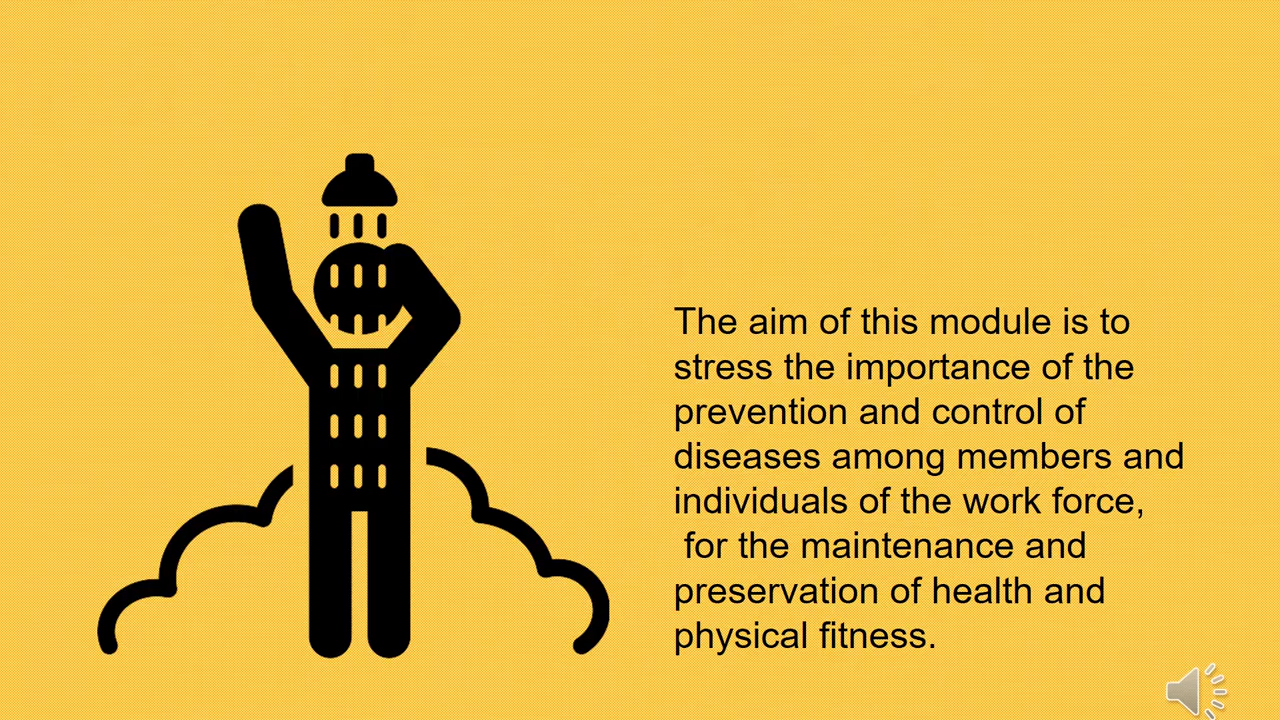 The aim of this module is to
stress the importance of the
prevention and control of
diseases among members and
individuals of the work force,
for the maintenance and
preservation of health and
physical fitness.